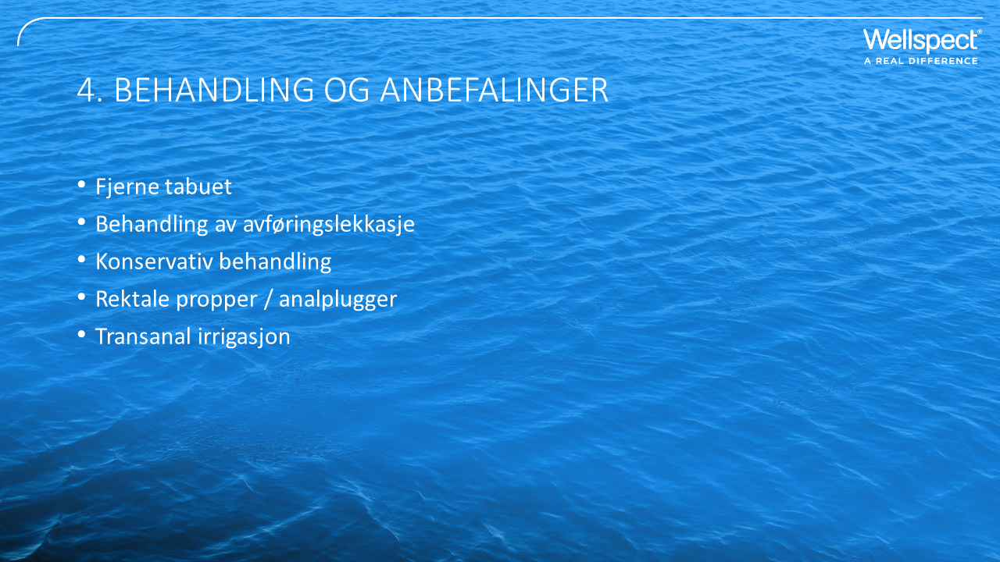 Wellspect®
A REAL DIFFERENCE
4. BEHANDLING OG ANBEFALINGER
• Fjerne tabuet
• Behandling av avføringslekkasje
• Konservativ behandling
• Rektale propper / analplugger
• Transanal irrigasjon